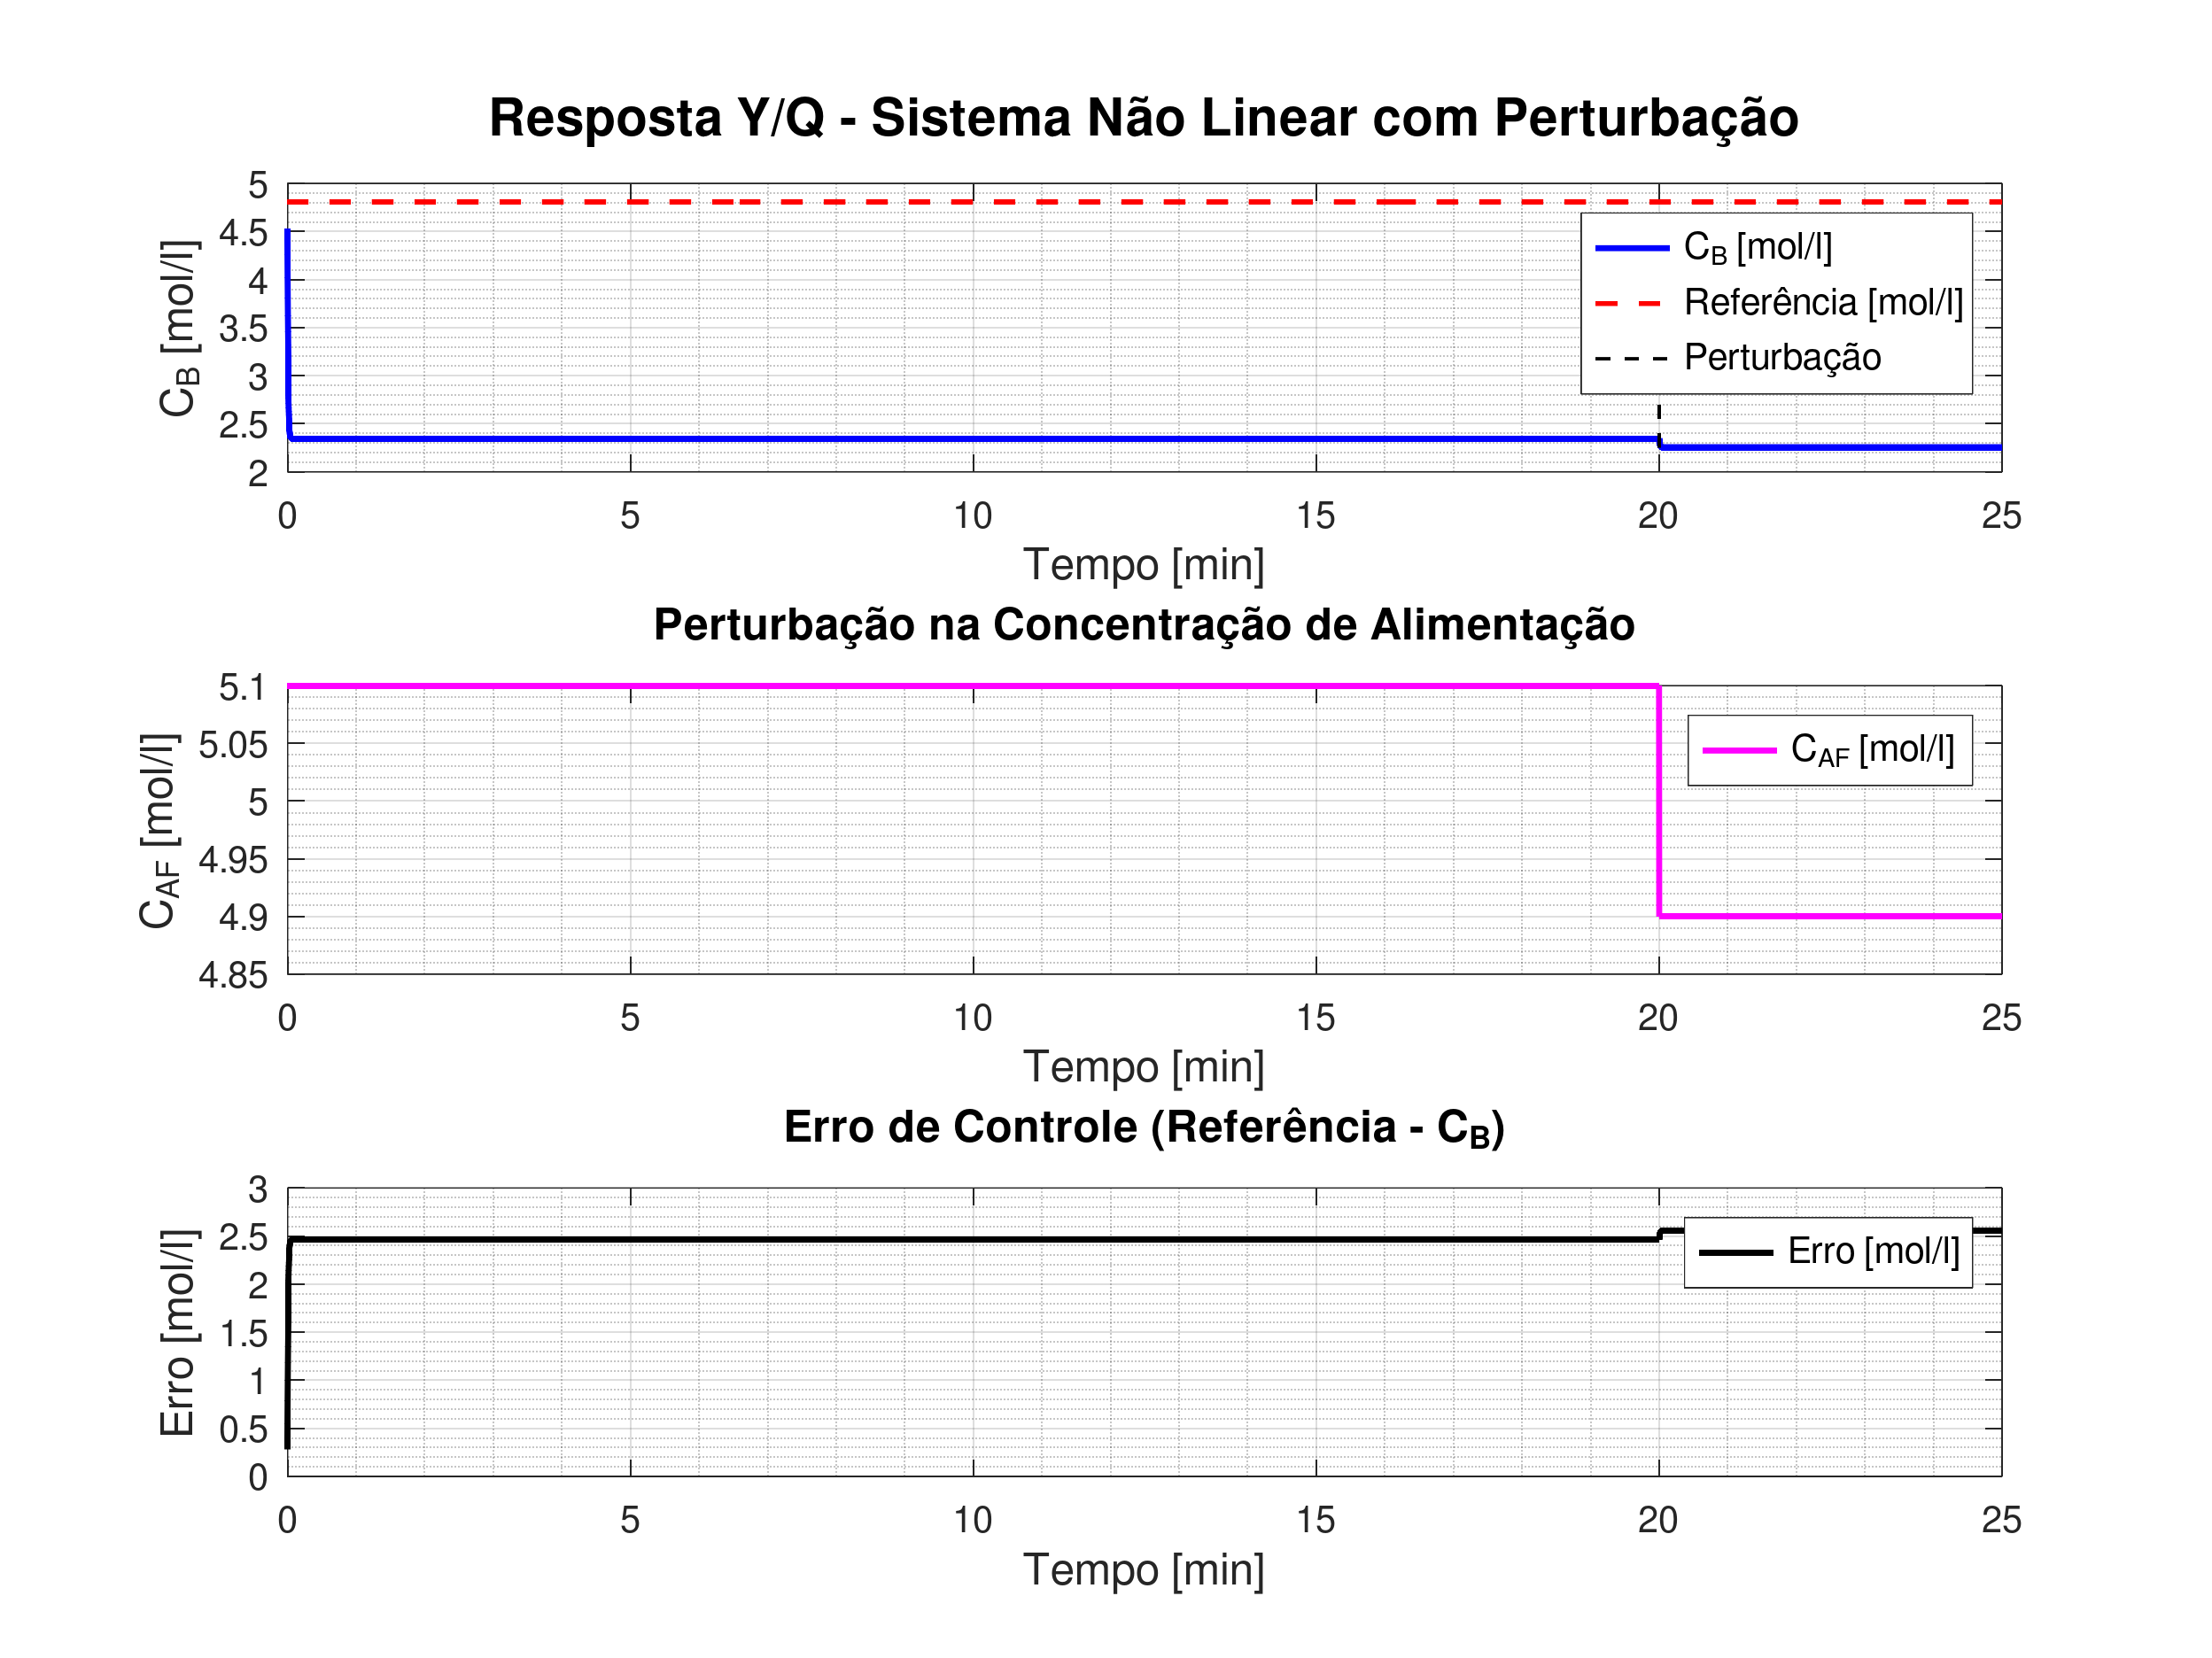 Resposta Y/Q - Sistema Não Linear com Perturbação
5
4.5
4
3.5
3
2.5
2
C_B [mol/l]
C_B [mol/l]
Referência [mol/l]
Perturbação
0 5 10 15 20 25
Tempo [min]
Perturbação na Concentração de Alimentação
5.1
5.05
5
4.95
4.9
4.85
C_AF [mol/l]
C_AF [mol/l]
0 5 10 15 20 25
Tempo [min]
Erro de Controle (Referência - C_B)
3
2.5
2
1.5
1
0.5
0
Erro [mol/l]
Erro [mol/l]
0 5 10 15 20 25
Tempo [min]